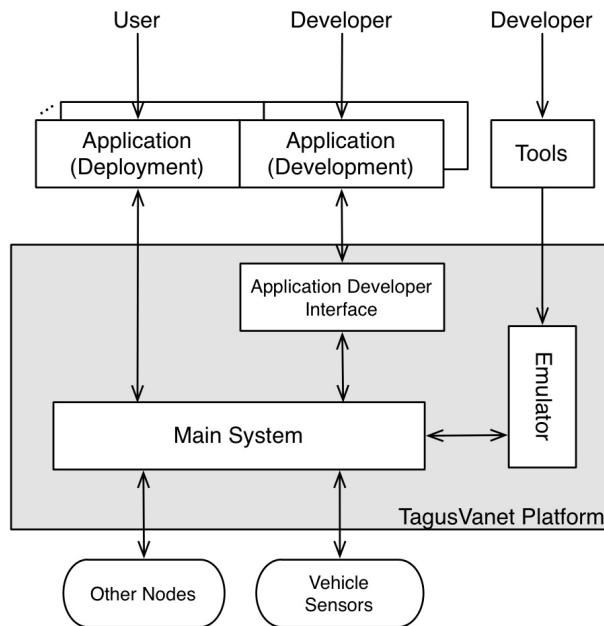 User
Developer
Developer
Application
(Deployment)
Application
(Development)
Tools
Application Developer
Interface
Emulator
Main System
TagusVanet Platform
Other Nodes
Vehicle
Sensors